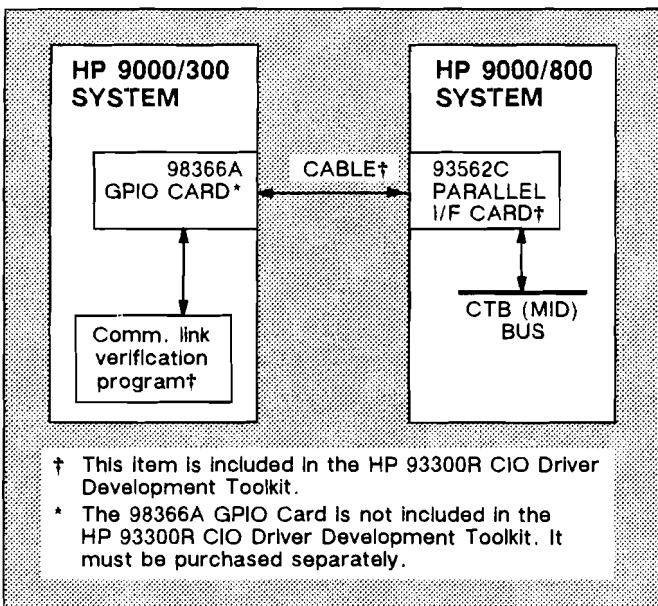 HP 9000/300
SYSTEM
98366A
GPIO CARD*
Comm. link
verification
program†
CABLE†
HP 9000/800
SYSTEM
93562C
PARALLEL
I/F CARD†
CTB (MID)
BUS
† This item is included in the HP 93300R CIO Driver
Development Toolkit.
* The 98366A GPIO Card is not included in the
HP 93300R CIO Driver Development Toolkit. It
must be purchased separately.